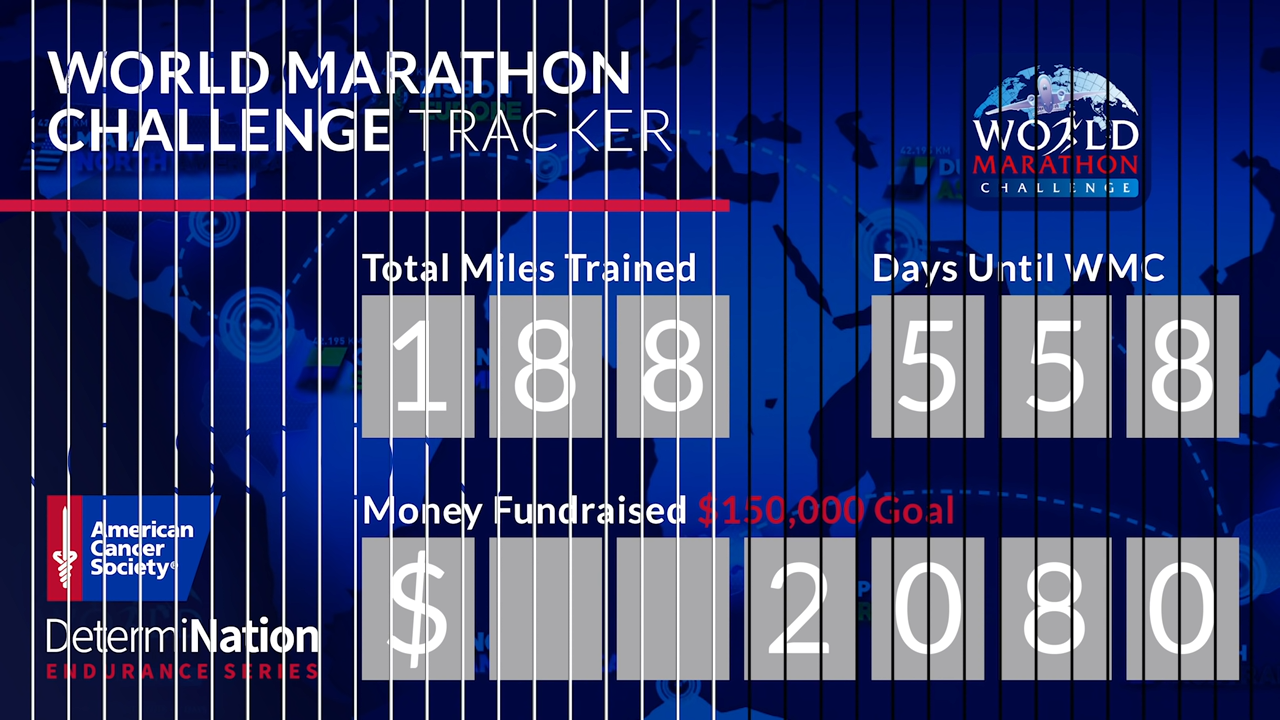 WORLD MARATHON
CHALLENGE TRACKER
WORLD
MARATHON
CHALLENGE
Total Miles Trained
188
Days Until WMC
558
Money Fundraised $150,000 Goal
$ 2080
American
Cancer
Society®
DetermiNation
ENDURANCE SERIES